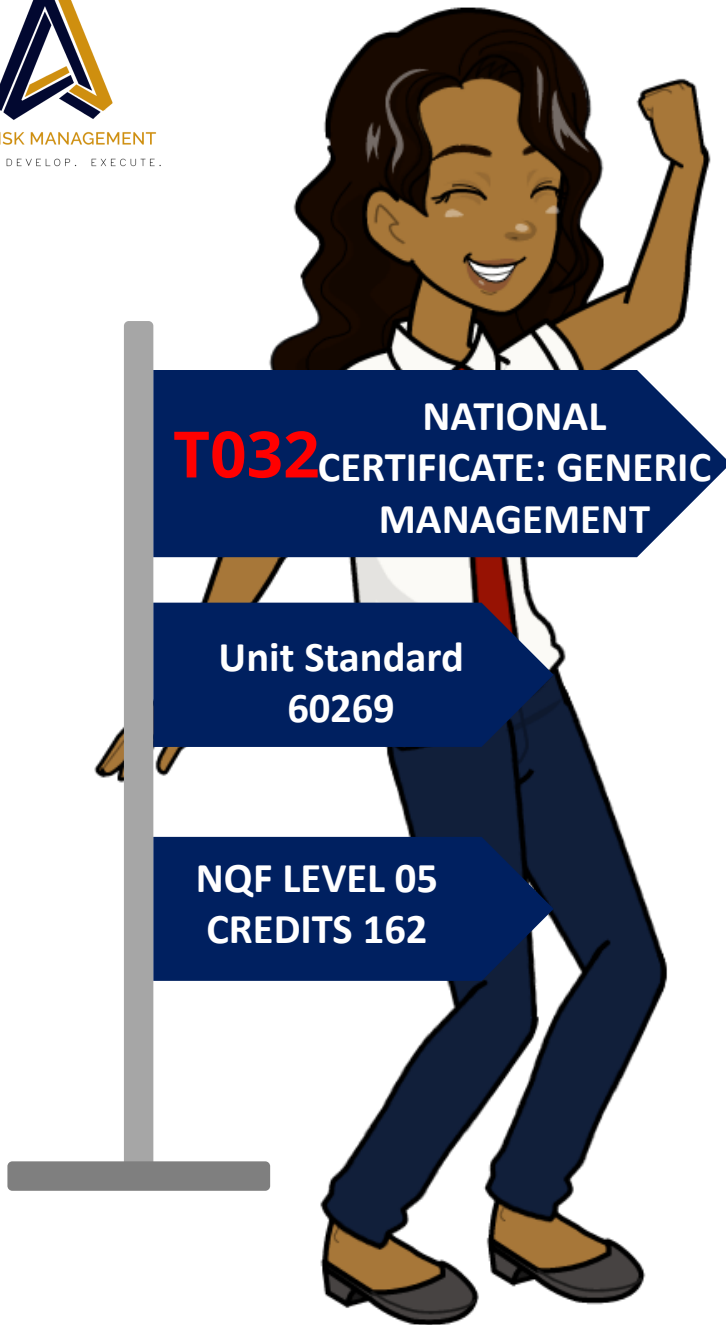 ISK MANAGEMENT
DEVELOP. EXECUTE.
T032
NATIONAL
CERTIFICATE: GENERIC
MANAGEMENT
Unit Standard
60269
NQF LEVEL 05
CREDITS 162